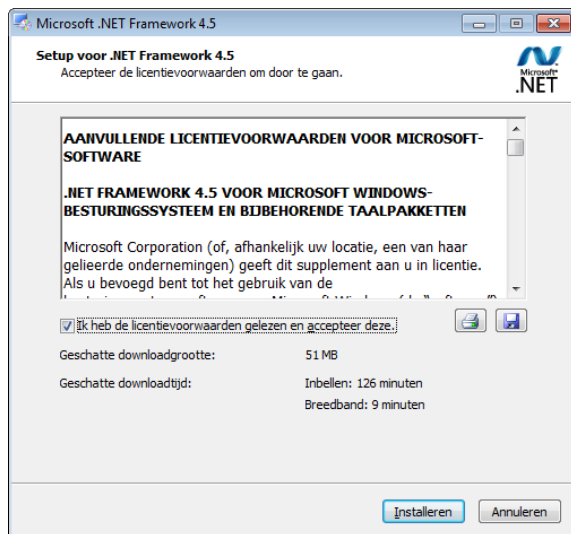 Microsoft .NET Framework 4.5
Setup voor .NET Framework 4.5
Accepteer de licentievoorwaarden om door te gaan.
Microsoft
.NET
AANVULLENDE LICENTIEVOORWAARDEN VOOR MICROSOFT-
SOFTWARE
.NET FRAMEWORK 4.5 VOOR MICROSOFT WINDOWS-
BESTURINGSSYSTEEM EN BIJBEHORENDE TAALPAKKETTEN
Microsoft Corporation (of, afhankelijk uw locatie, een van haar
gelieerde ondernemingen) geeft dit supplement aan u in licentie.
Als u bevoegd bent tot het gebruik van de
Ik heb de licentievoorwaarden gelezen en accepteer deze.
Geschatte downloadgrootte: 51 MB
Geschatte downloadtijd: Inbellen: 126 minuten
Breedband: 9 minuten
Installeren Annuleren